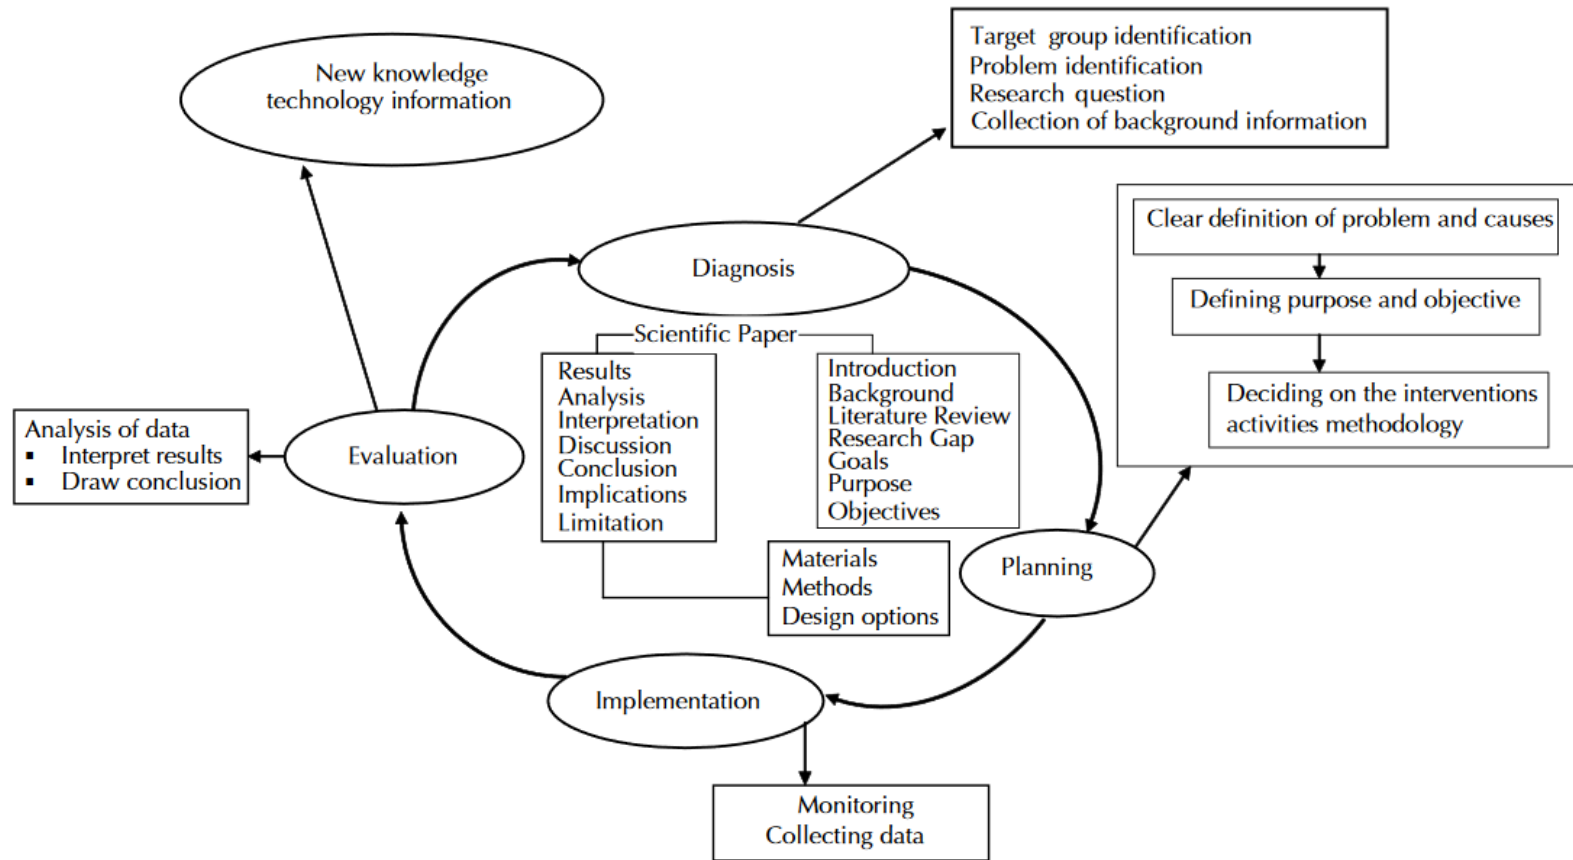 New knowledge
technology information
Target group identification
Problem identification
Research question
Collection of background information
Clear definition of problem and causes
Defining purpose and objective
Deciding on the interventions
activities methodology
Diagnosis
Scientific Paper
Results
Analysis
Interpretation
Discussion
Conclusion
Implications
Limitation
Introduction
Background
Literature Review
Research Gap
Goals
Purpose
Objectives
Analysis of data
▪ Interpret results
▪ Draw conclusion
Evaluation
Materials
Methods
Design options
Planning
Implementation
Monitoring
Collecting data